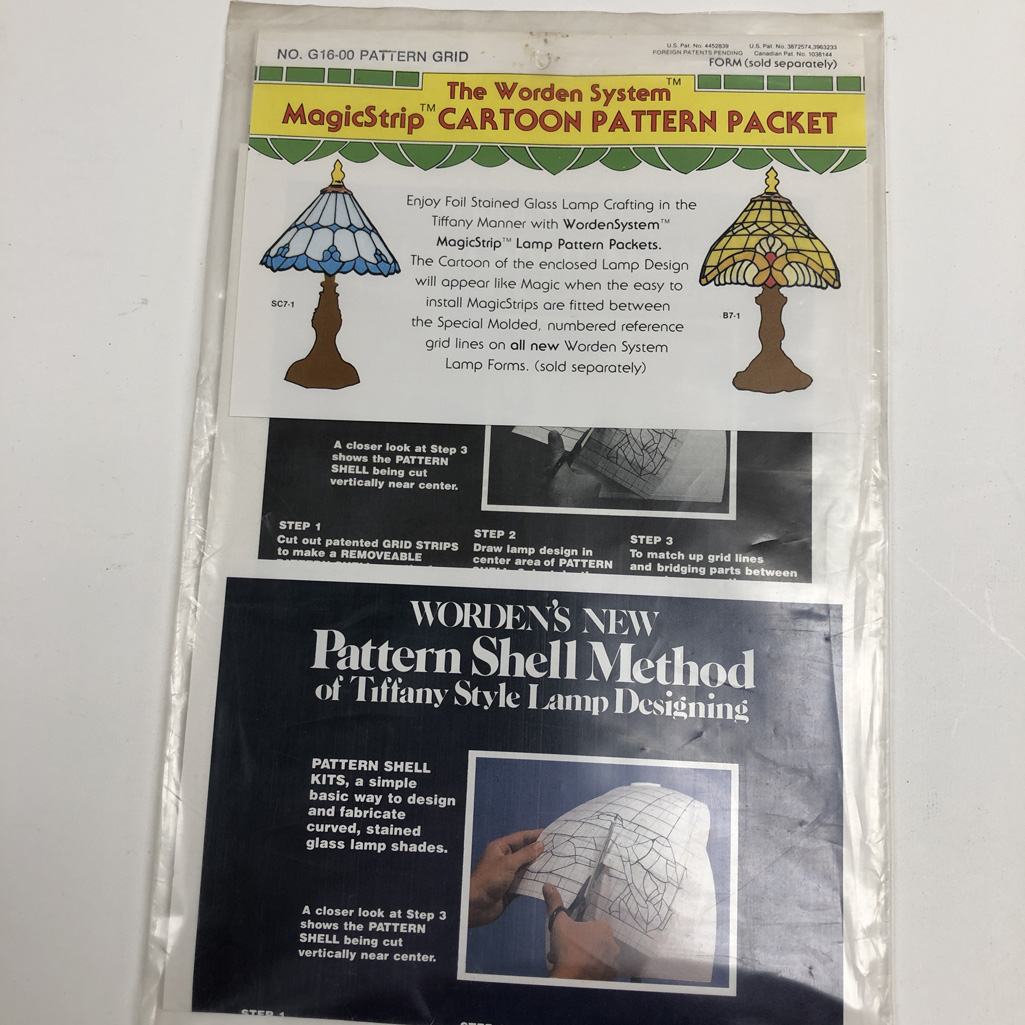 NO. G16-00 PATTERN GRID
U.S. Pat. No. 4452839 U.S. Pat. No. 3872574,3963233
FOREIGN PATENTS PENDING Canadian Pat. No. 1038144
FORM (sold separately)
The Worden System™
MagicStrip™ CARTOON PATTERN PACKET
Enjoy Foil Stained Glass Lamp Crafting in the
Tiffany Manner with WordenSystem™
MagicStrip™ Lamp Pattern Packets.
The Cartoon of the enclosed Lamp Design
will appear like Magic when the easy to
install MagicStrips are fitted between
the Special Molded, numbered reference
grid lines on all new Worden System
Lamp Forms. (sold separately)
SC7-1
B7-1
A closer look at Step 3
shows the PATTERN
SHELL being cut
vertically near center.
STEP 1
Cut out patented GRID STRIPS
to make a REMOVEABLE
STEP 2
Draw lamp design in
center area of PATTERN
STEP 3
To match up grid lines
and bridging parts between
WORDEN'S NEW
Pattern Shell Method
of Tiffany Style Lamp Designing
PATTERN SHELL
KITS, a simple
basic way to design
and fabricate
curved, stained
glass lamp shades.
A closer look at Step 3
shows the PATTERN
SHELL being cut
vertically near center.
STEP 1